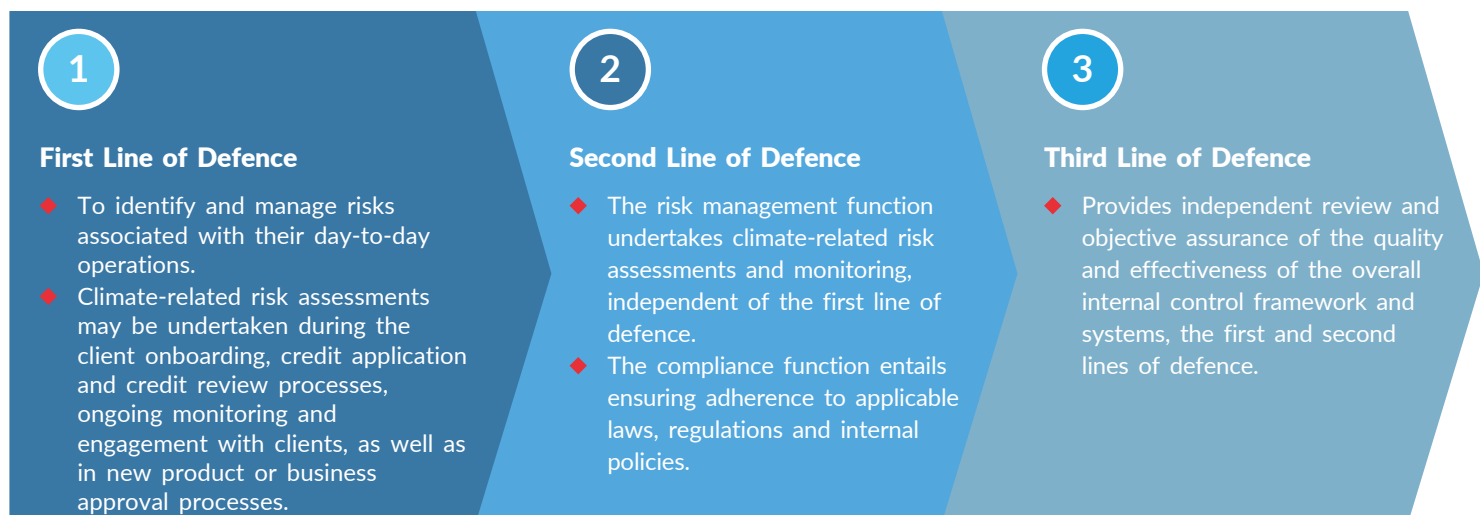 1
First Line of Defence
To identify and manage risks
associated with their day-to-day
operations.
Climate-related risk assessments
may be undertaken during the
client onboarding, credit application
and credit review processes,
ongoing monitoring and
engagement with clients, as well as
in new product or business
approval processes.
2
Second Line of Defence
The risk management function
undertakes climate-related risk
assessments and monitoring,
independent of the first line of
defence.
The compliance function entails
ensuring adherence to applicable
laws, regulations and internal
policies.
3
Third Line of Defence
Provides independent review and
objective assurance of the quality
and effectiveness of the overall
internal control framework and
systems, the first and second
lines of defence.